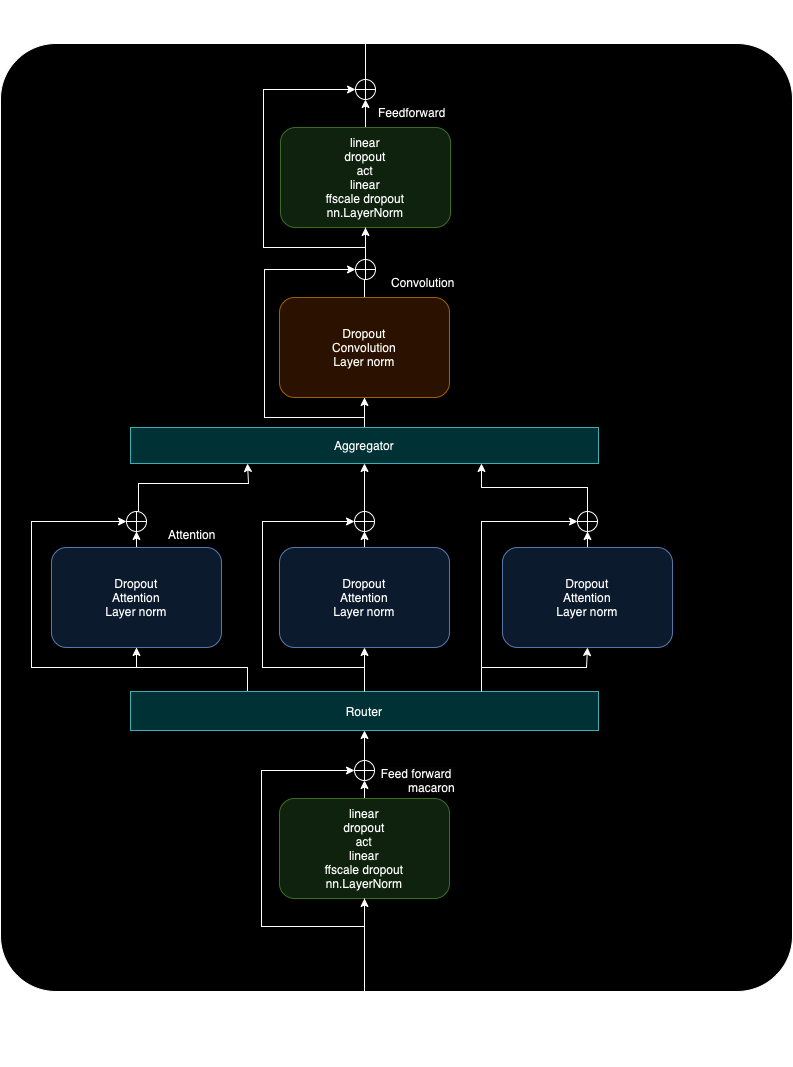 Feedforward
linear
dropout
act
linear
ffscale dropout
nn.LayerNorm
Convolution
Dropout
Convolution
Layer norm
Aggregator
Attention
Dropout
Attention
Layer norm
Dropout
Attention
Layer norm
Dropout
Attention
Layer norm
Router
Feed forward
macaron
linear
dropout
act
linear
ffscale dropout
nn.LayerNorm